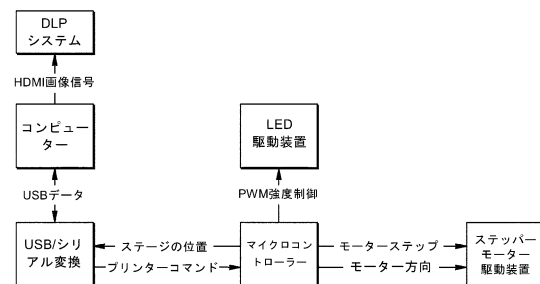 DLP
システム
HDMI画像信号
コンピュー
ター
LED
駆動装置
USBデータ
PWM強度制御
USB/シリ
アル変換
ステージの位置
プリンターコマンド
マイクロコン
トローラー
モーターステップ
モーター方向
ステッパー
モーター
駆動装置